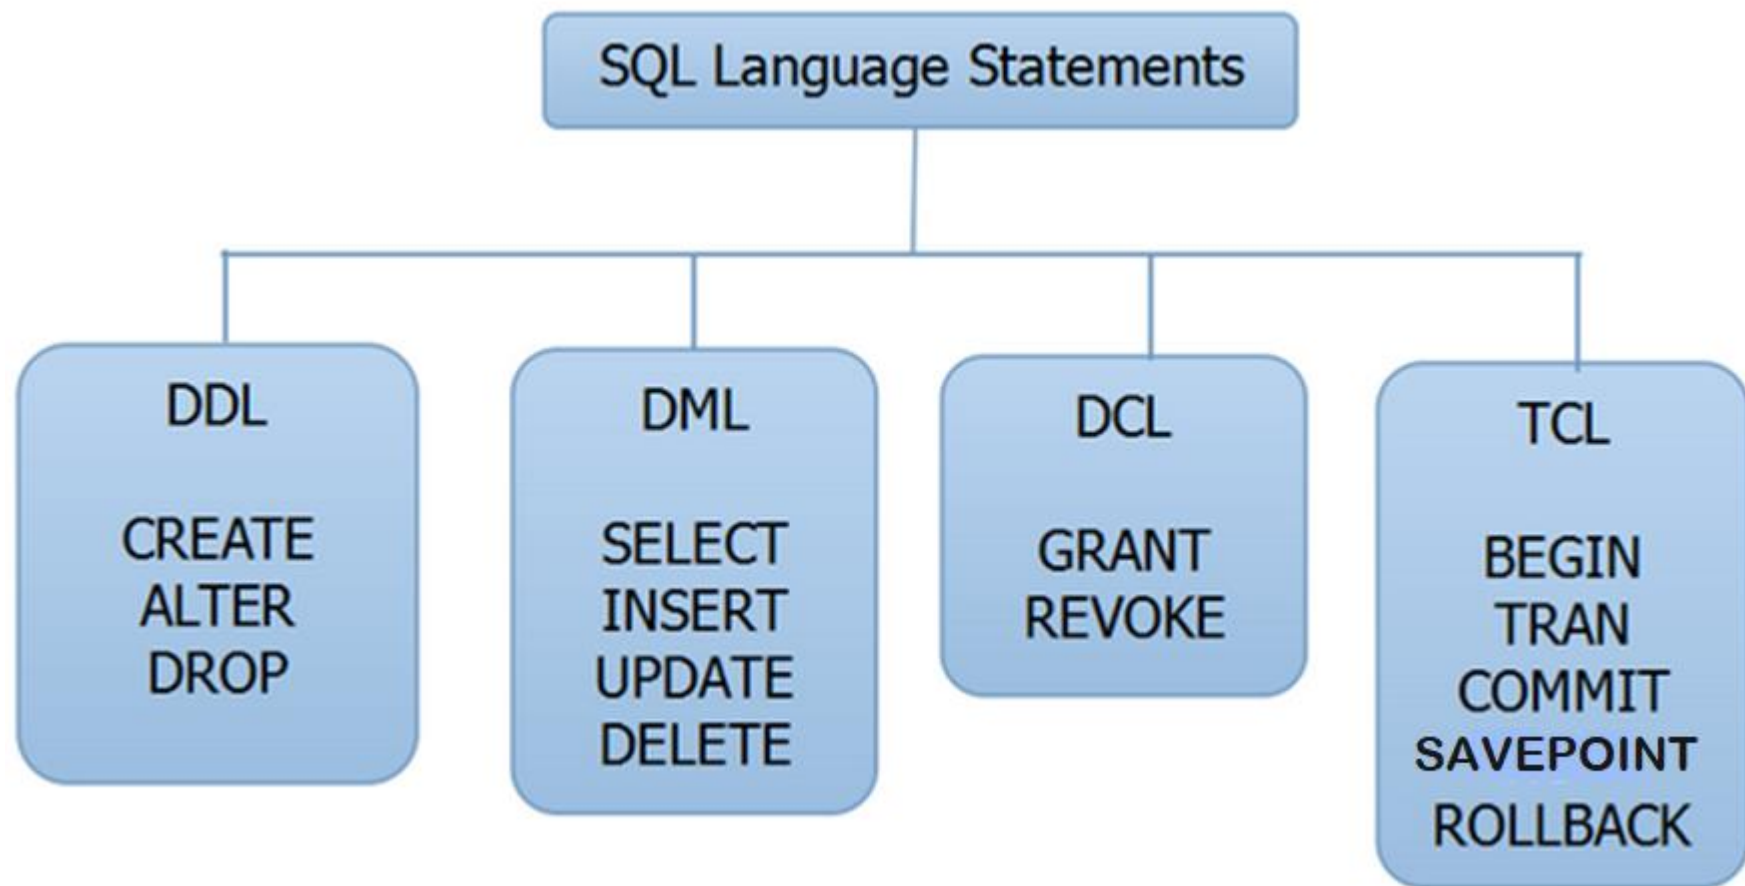 SQL Language Statements
DDL
CREATE
ALTER
DROP
DML
SELECT
INSERT
UPDATE
DELETE
DCL
GRANT
REVOKE
TCL
BEGIN
TRAN
COMMIT
SAVEPOINT
ROLLBACK